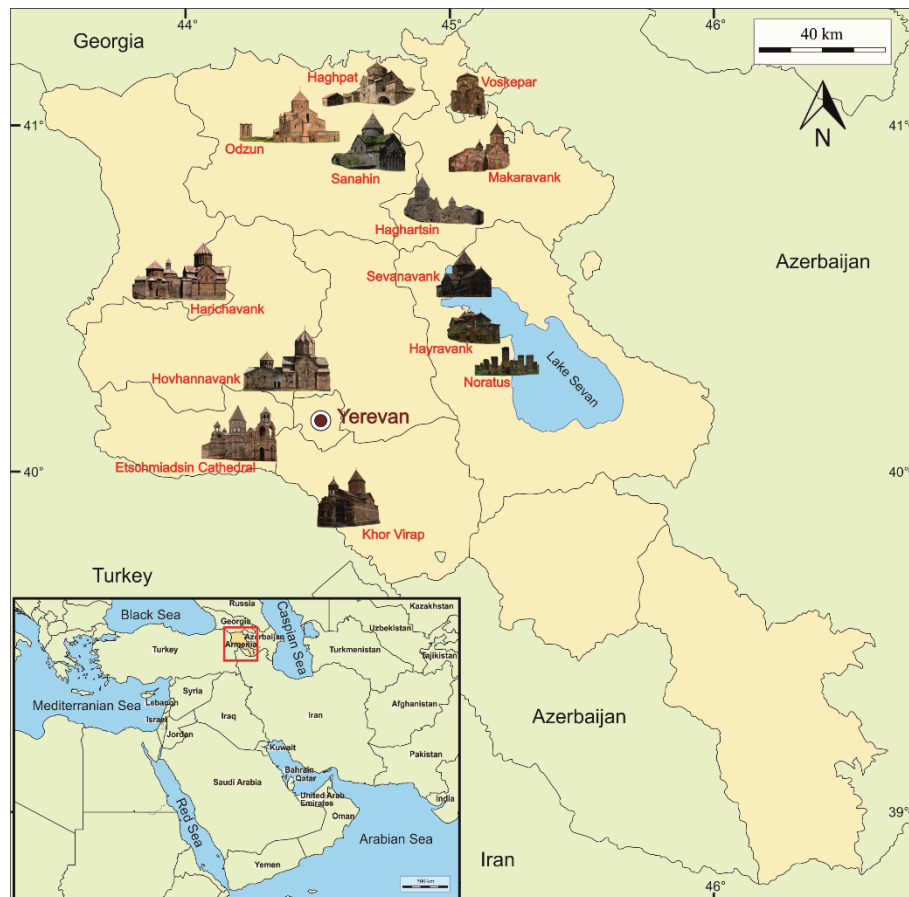 44°
45°
Georgia
40 km
Haghpat
Voskepar
41°
41°
N
Odzun
Sanahin
Makaravank
Haghartsin
Azerbaijan
Sevanavank
Harichavank
Hayravank
Lake Sevan
Noratus
Hovhannavank
Yerevan
Etschmiadsin Cathedral
40°
40°
Khor Virap
Turkey
Black Sea
Russia
Georgia
Caspian Sea
Kazakhstan
Uzbekistan
Azerbaijan
Armenia
Turkey
Turkmenistan
Tajikistan
Mediterranean Sea
Syria
Lebanon
Israel
Iraq
Iran
Afghanistan
Jordan
Kuwait
Pakistan
Bahrain
Qatar
Saudi Arabia
United Arab
Emirates
India
Oman
Red Sea
Arabian Sea
Yemen
500 km
Azerbaijan
39°
Iran
46°